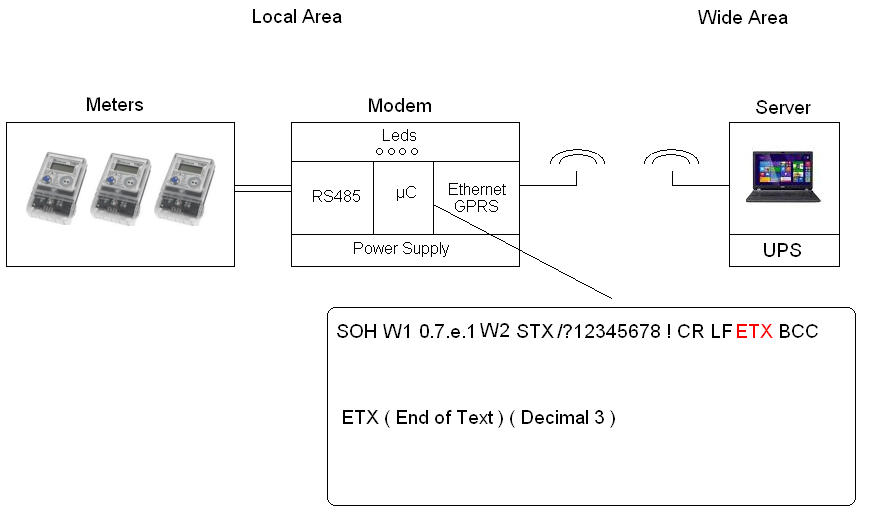 Local Area
Wide Area
Meters
Modem
Server
Leds
RS485
µC
Ethernet
GPRS
Power Supply
UPS
SOH W1 0.7.e.1 W2 STX /?12345678 ! CR LF ETX BCC
ETX ( End of Text ) ( Decimal 3 )